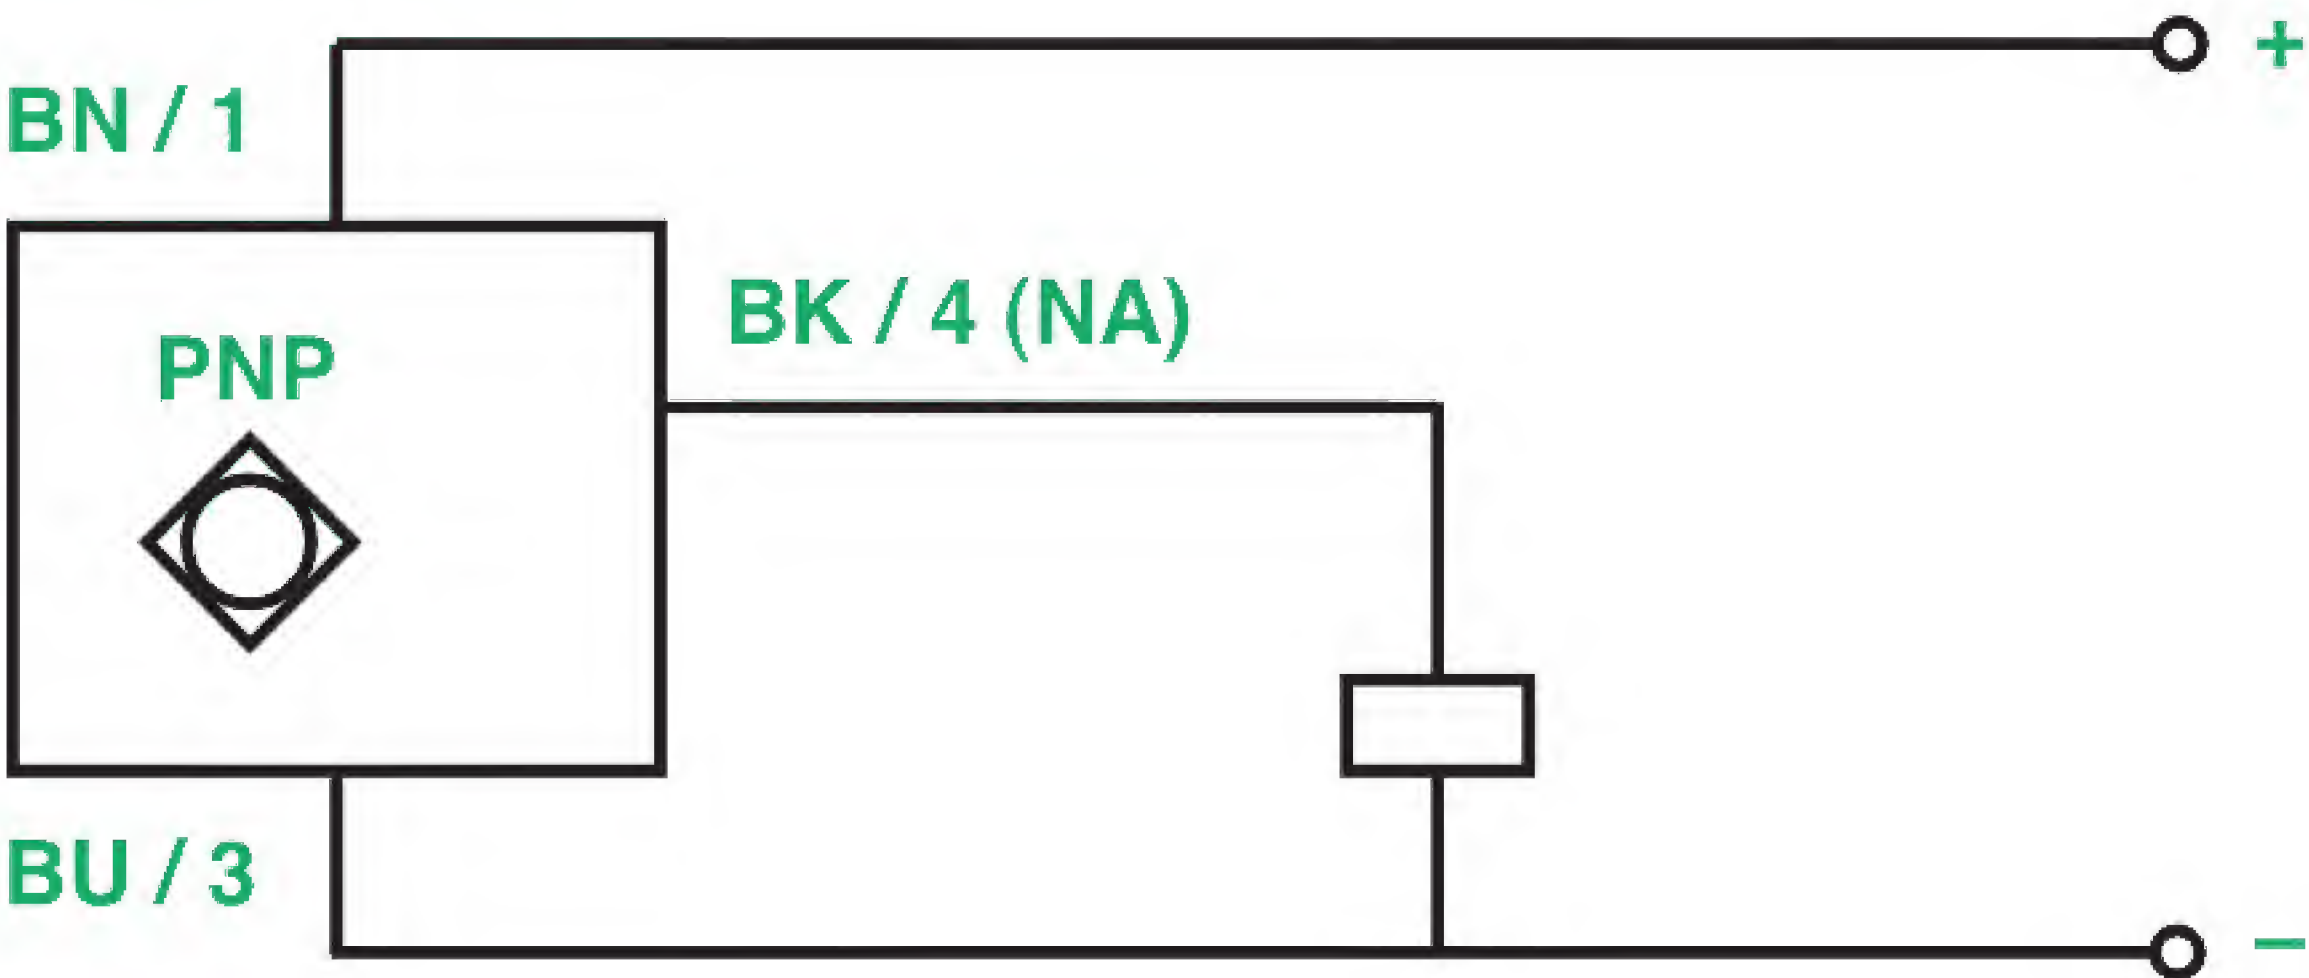 +
BN / 1
BK / 4 (NA)
PNP
BU / 3
–